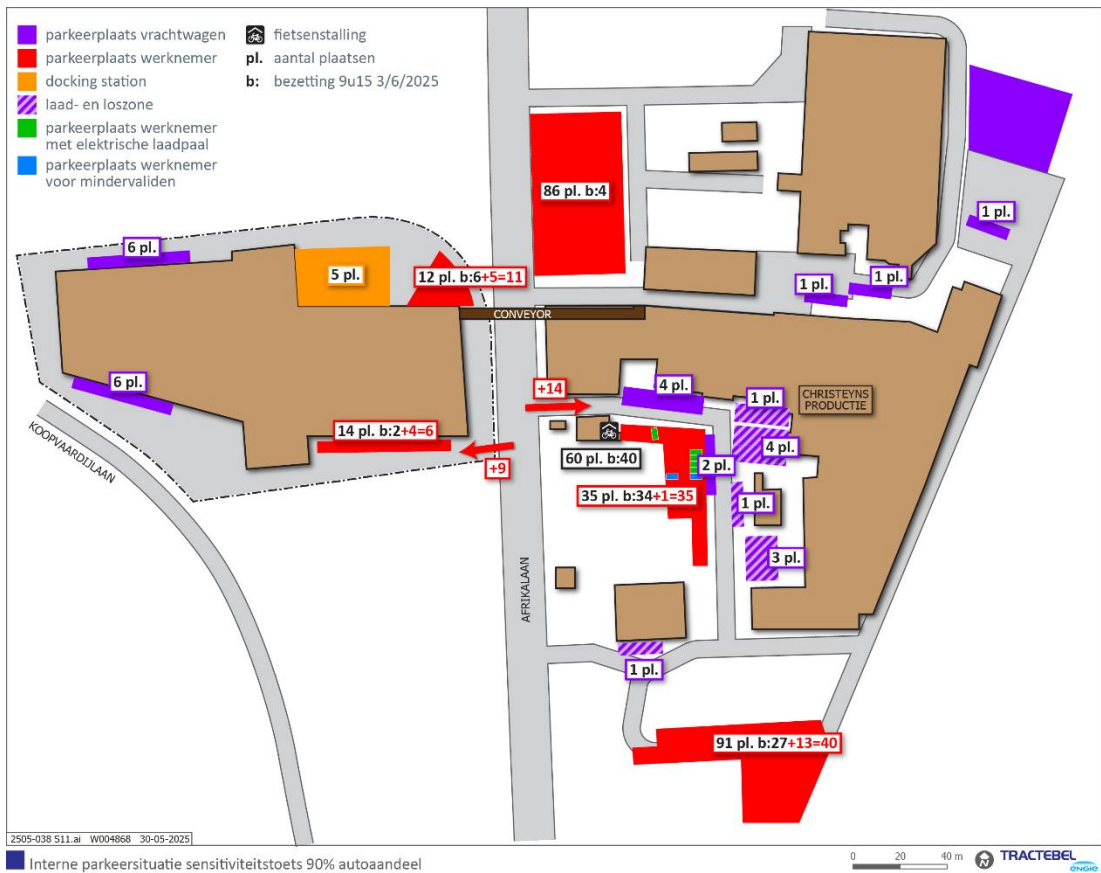 parkeerplaats vrachtwagen
parkeerplaats werknemer
docking station
laad- en loszone
parkeerplaats werknemer
met elektrische laadpaal
parkeerplaats werknemer
voor mindervaliden
fietsenstalling
pl. aantal plaatsen
b: bezetting 9u15 3/6/2025
86 pl. b:4
1 pl.
6 pl.
5 pl.
12 pl. b:6+5=11
1 pl.
1 pl.
CONVEYOR
6 pl.
+14
4 pl.
1 pl.
CHRISTEYNS
PRODUCTIE
KOOPVAARDIJLAAN
14 pl. b:2+4=6
+9
60 pl. b:40
4 pl.
2 pl.
35 pl. b:34+1=35
1 pl.
3 pl.
AFRIKALAAN
1 pl.
91 pl. b:27+13=40
2505-038 S11.ai W004868 30-05-2025
Interne parkeersituatie sensitiviteitstoets 90% autoaandeel
0 20 40 m
TRACTEBEL
ENGIE